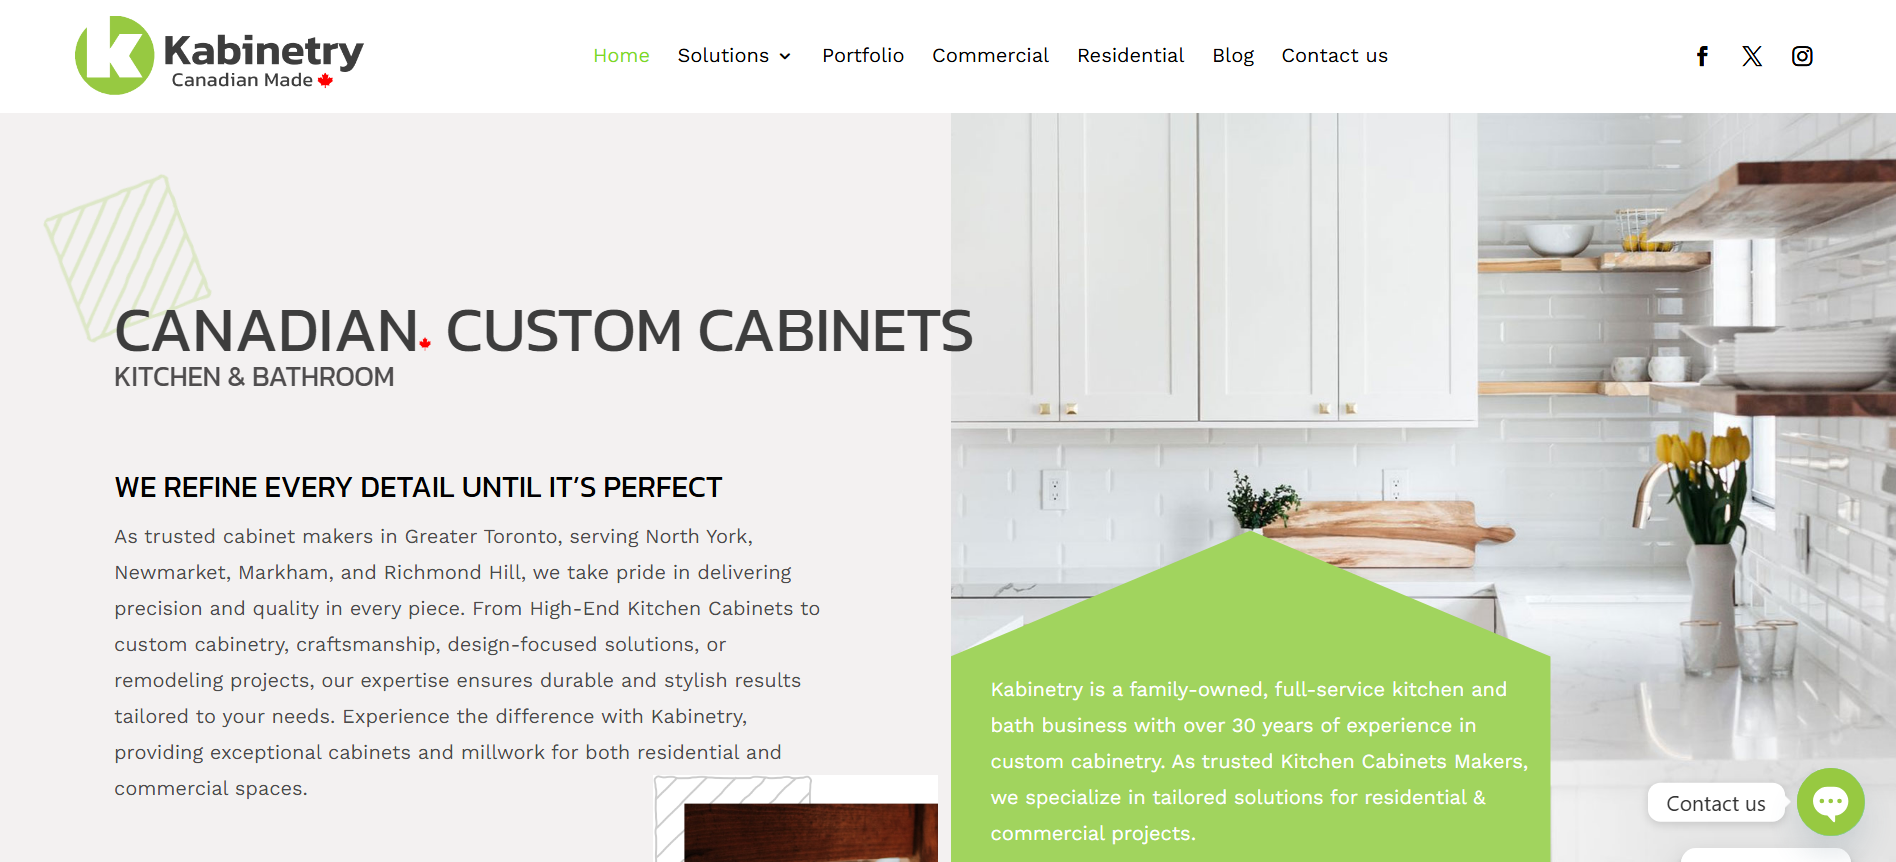 Kabinetry
Canadian Made
Home Solutions Portfolio Commercial Residential Blog Contact us
CANADIAN CUSTOM CABINETS
KITCHEN & BATHROOM
WE REFINE EVERY DETAIL UNTIL IT’S PERFECT
As trusted cabinet makers in Greater Toronto, serving North York,
Newmarket, Markham, and Richmond Hill, we take pride in delivering
precision and quality in every piece. From High-End Kitchen Cabinets to
custom cabinetry, craftsmanship, design-focused solutions, or
remodeling projects, our expertise ensures durable and stylish results
tailored to your needs. Experience the difference with Kabinetry,
providing exceptional cabinets and millwork for both residential and
commercial spaces.
Kabinetry is a family-owned, full-service kitchen and
bath business with over 30 years of experience in
custom cabinetry. As trusted Kitchen Cabinets Makers,
we specialize in tailored solutions for residential &
commercial projects.
Contact us